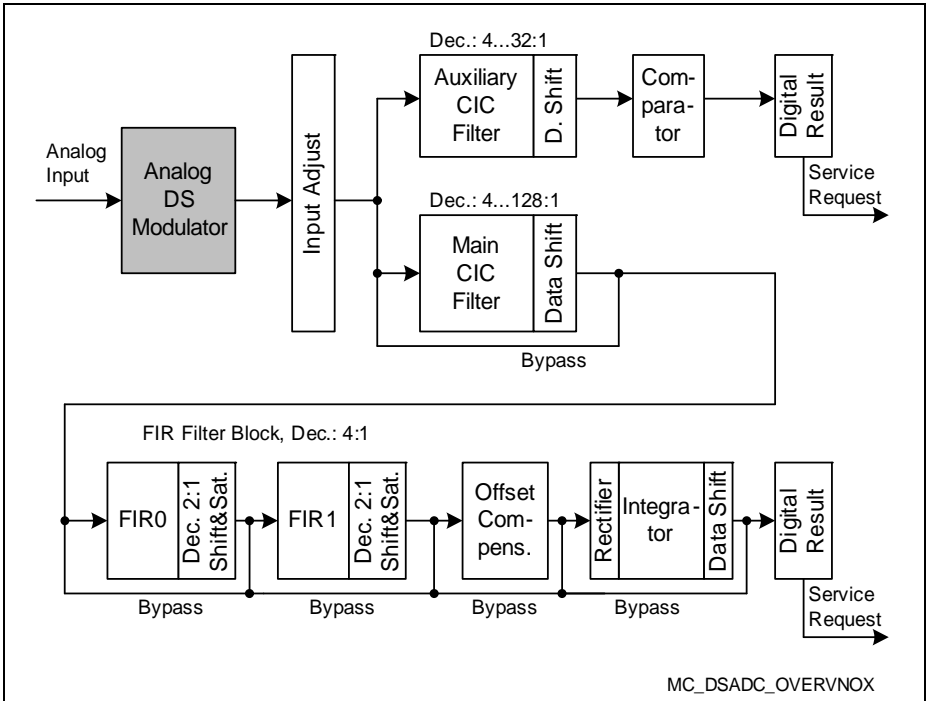 Dec.: 4...32:1
Auxiliary
CIC
Filter
D. Shift
Com-
para-
tor
Digital
Result
Service
Request
Analog
Input
Analog
DS
Modulator
Input Adjust
Dec.: 4...128:1
Main
CIC
Filter
Data Shift
Bypass
FIR Filter Block, Dec.: 4:1
FIR0
Dec. 2:1
Shift&Sat.
FIR1
Dec. 2:1
Shift&Sat.
Offset
Com-
pens.
Rectifier
Integra-
tor
Data Shift
Digital
Result
Bypass
Bypass
Bypass
Bypass
Service
Request
MC_DSADC_OVERVNOX